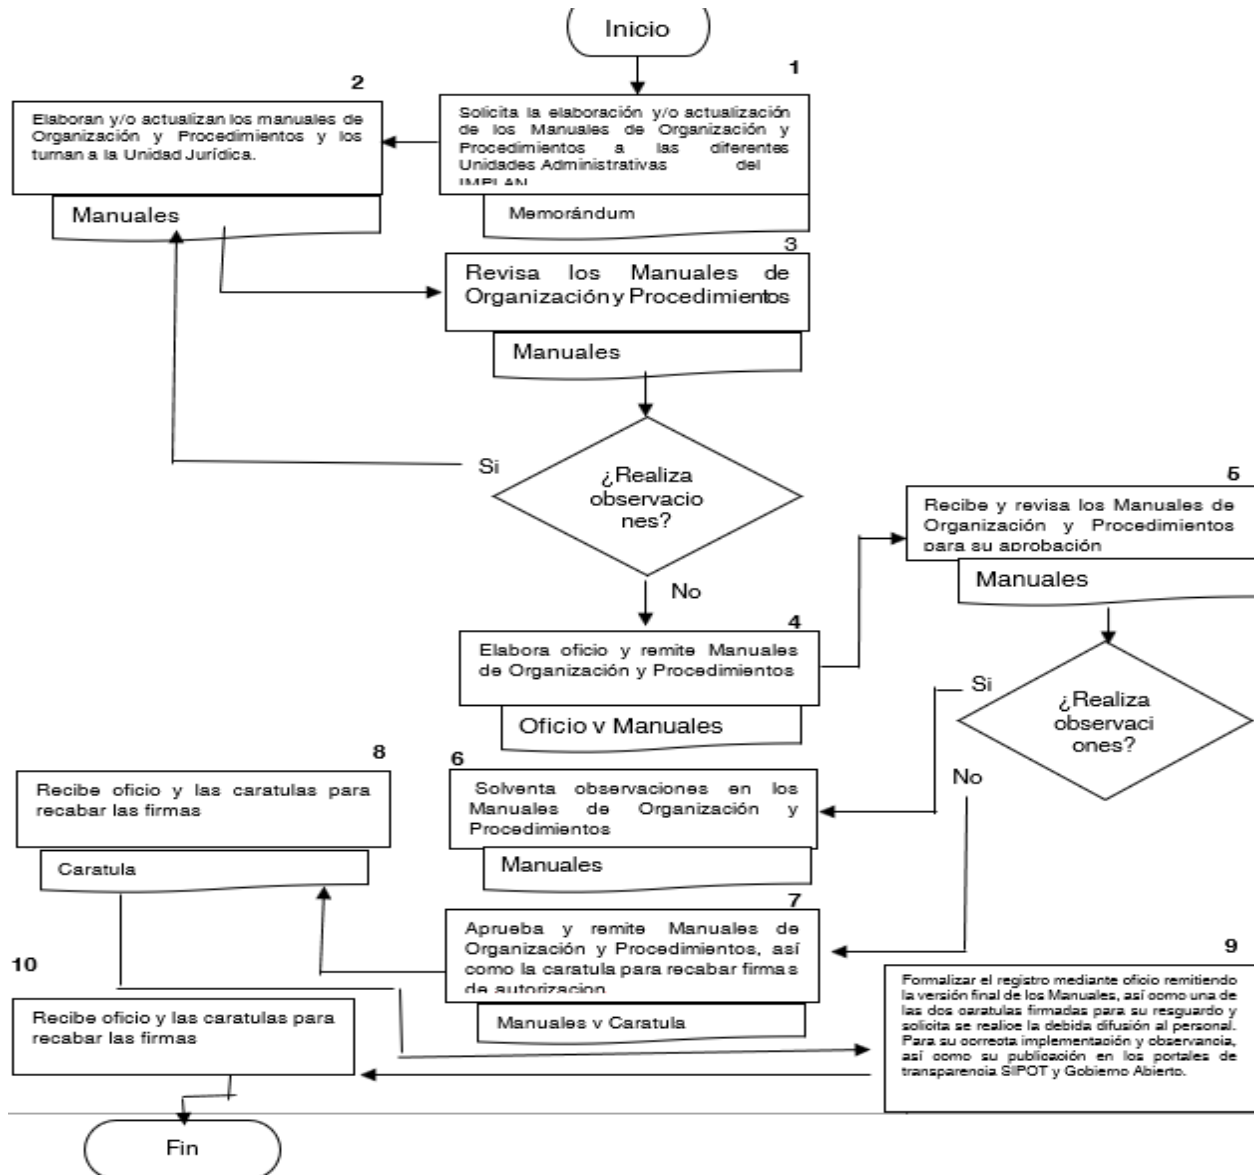 Inicio
1
Solicita la elaboración y/o actualización
de los Manuales de Organización y
Procedimientos a las diferentes
Unidades Administrativas del
IMPLAN
Memorándum
2
Elaboran y/o actualizan los manuales de
Organización y Procedimientos y los
turnan a la Unidad Jurídica.
Manuales
3
Revisa los Manuales de
Organización y Procedimientos
Manuales
¿Realiza
observacio
nes?
Si
No
4
Elabora oficio y remite Manuales
de Organización y Procedimientos
Oficio y Manuales
5
Recibe y revisa los Manuales de
Organización y Procedimientos
para su aprobación
Manuales
¿Realiza
observaci
ones?
Si
No
6
Solventa observaciones en los
Manuales de Organización y
Procedimientos
Manuales
7
Aprueba y remite Manuales de
Organización y Procedimientos, así
como la caratula para recabar firmas
de autorizacion
Manuales y Caratula
8
Recibe oficio y las caratulas para
recabar las firmas
Caratula
9
Formalizar el registro mediante oficio remitiendo
la versión final de los Manuales, así como una de
las dos caratulas firmadas para su resguardo y
solicita se realice la debida difusión al personal.
Para su correcta implementación y observancia,
así como su publicación en los portales de
transparencia SIPOT y Gobierno Abierto.
10
Recibe oficio y las caratulas para
recabar las firmas
Fin